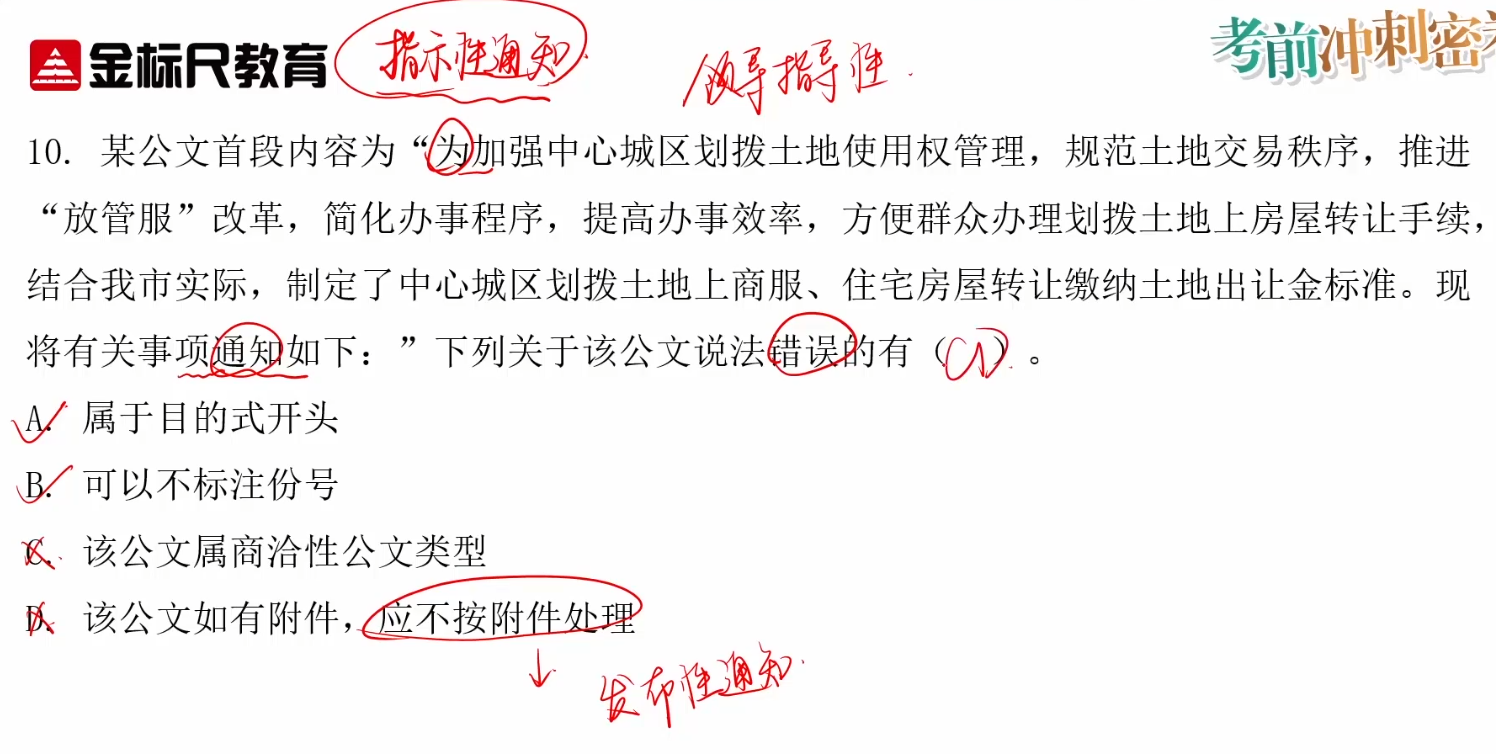 金标尺教育
指示性通知
领导指导性
考前冲刺密
10. 某公文首段内容为“为加强中心城区划拨土地使用权管理，规范土地交易秩序，推进
“放管服”改革，简化办事程序，提高办事效率，方便群众办理划拨土地上房屋转让手续，
结合我市实际，制定了中心城区划拨土地上商服、住宅房屋转让缴纳土地出让金标准。现
将有关事项通知如下：”下列关于该公文说法错误的有（CD）。
A. 属于目的式开头
B. 可以不标注份号
C. 该公文属商洽性公文类型
D. 该公文如有附件，应不按附件处理
发布性通知